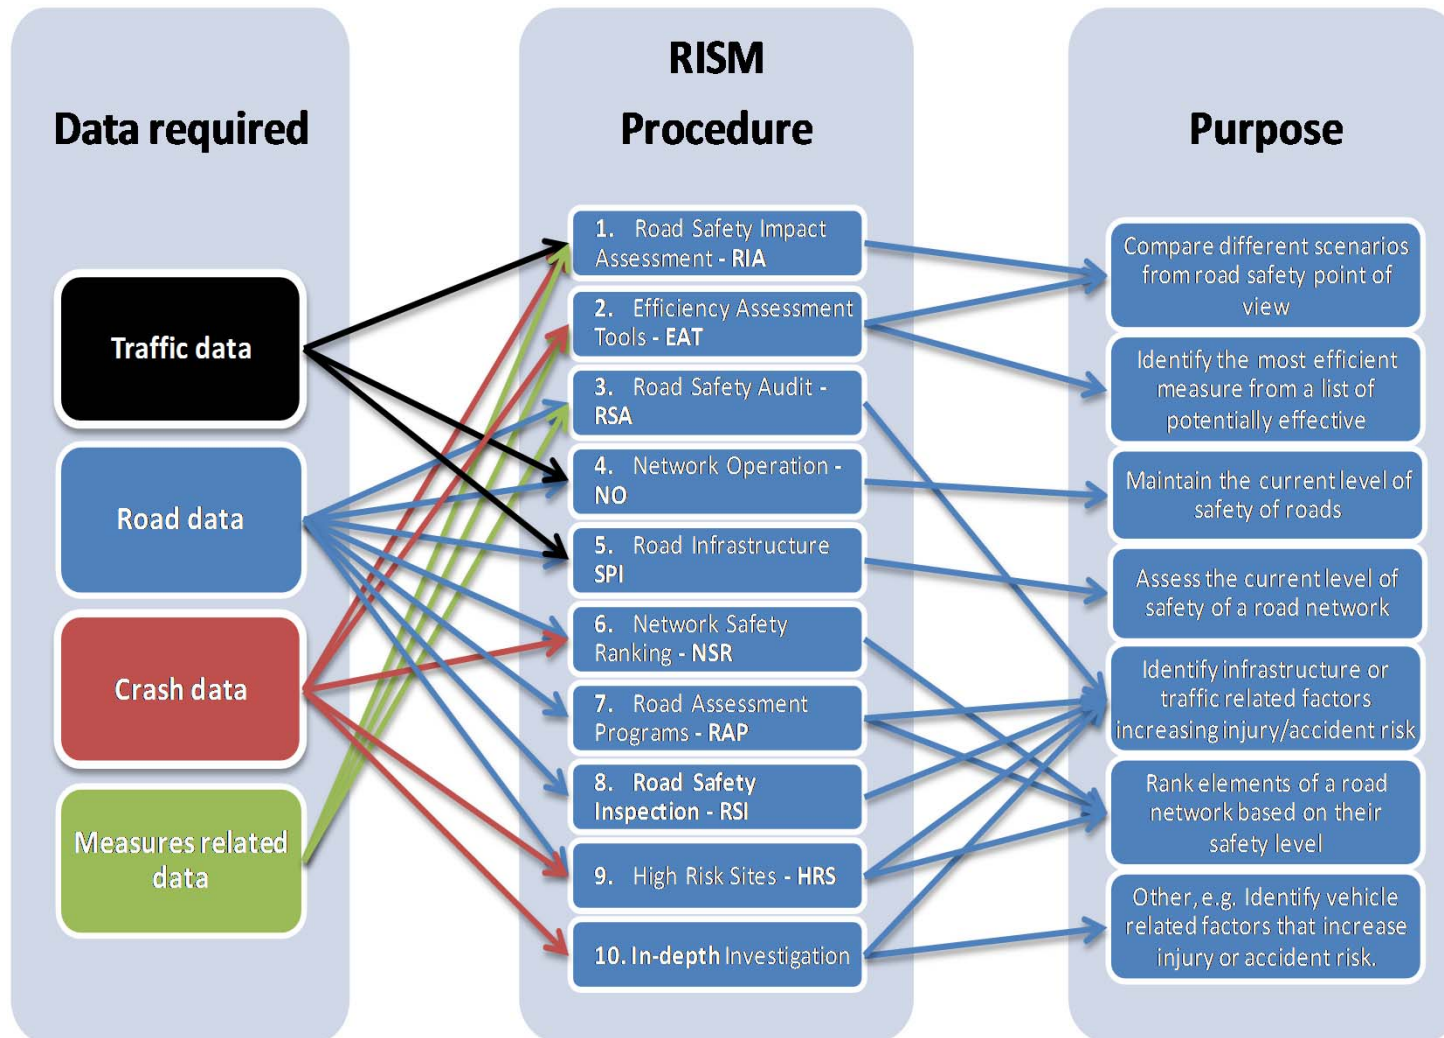 Data required
Traffic data
Road data
Crash data
Measures related
data
RISM
Procedure
1. Road Safety Impact
Assessment - RIA
2. Efficiency Assessment
Tools - EAT
3. Road Safety Audit -
RSA
4. Network Operation -
NO
5. Road Infrastructure
SPI
6. Network Safety
Ranking - NSR
7. Road Assessment
Programs - RAP
8. Road Safety
Inspection - RSI
9. High Risk Sites - HRS
10. In-depth Investigation
Purpose
Compare different scenarios
from road safety point of
view
Identify the most efficient
measure from a list of
potentially effective
Maintain the current level of
safety of roads
Assess the current level of
safety of a road network
Identify infrastructure or
traffic related factors
increasing injury/accident risk
Rank elements of a road
network based on their
safety level
Other, e.g. Identify vehicle
related factors that increase
injury or accident risk.